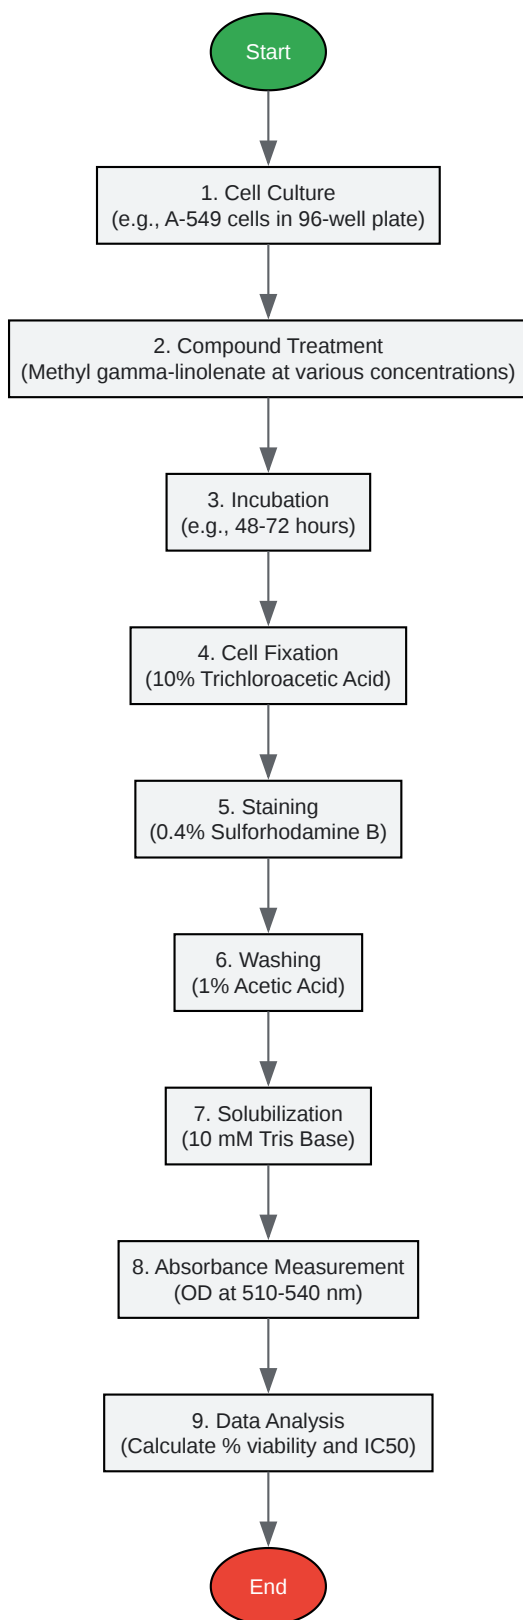 Start
1. Cell Culture
(e.g., A-549 cells in 96-well plate)
2. Compound Treatment
(Methyl gamma-linolenate at various concentrations)
3. Incubation
(e.g., 48-72 hours)
4. Cell Fixation
(10% Trichloroacetic Acid)
5. Staining
(0.4% Sulforhodamine B)
6. Washing
(1% Acetic Acid)
7. Solubilization
(10 mM Tris Base)
8. Absorbance Measurement
(OD at 510-540 nm)
9. Data Analysis
(Calculate % viability and IC50)
End